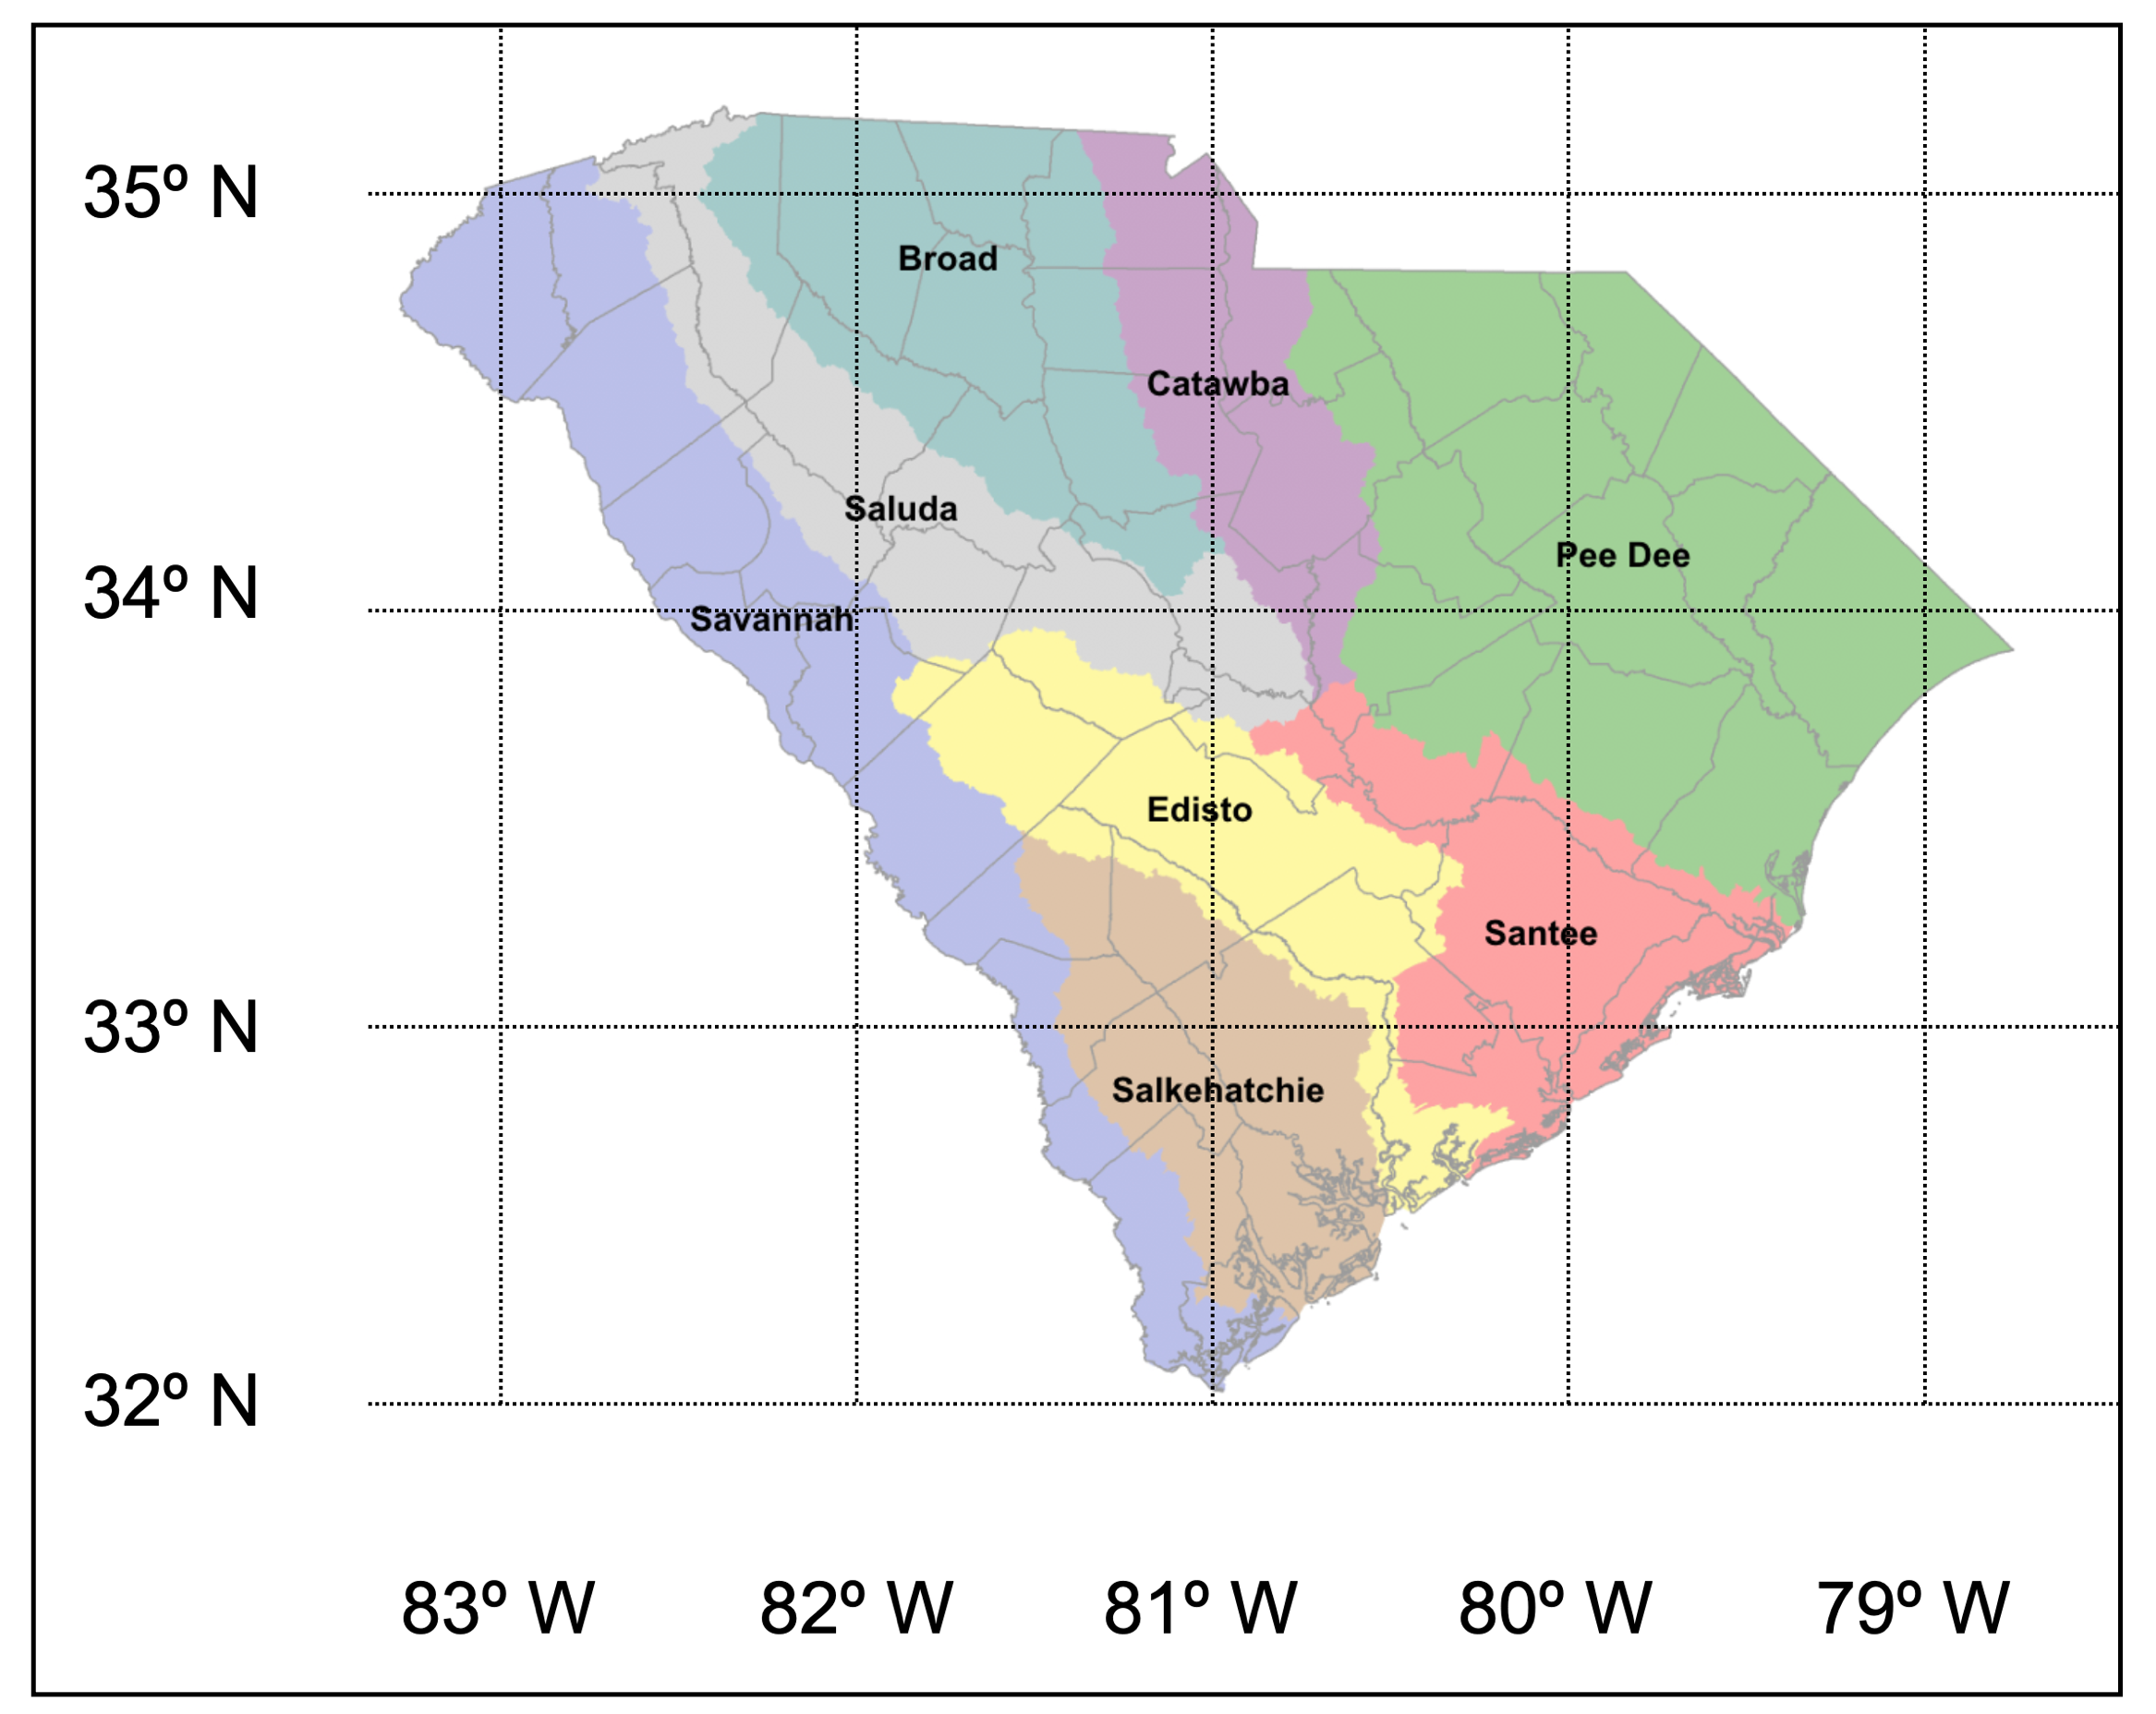 35º N
Broad
Catawba
Saluda
Pee Dee
34º N
Savannah
Edisto
Santee
33º N
Salkehatchie
32º N
83º W 82º W 81º W 80º W 79º W